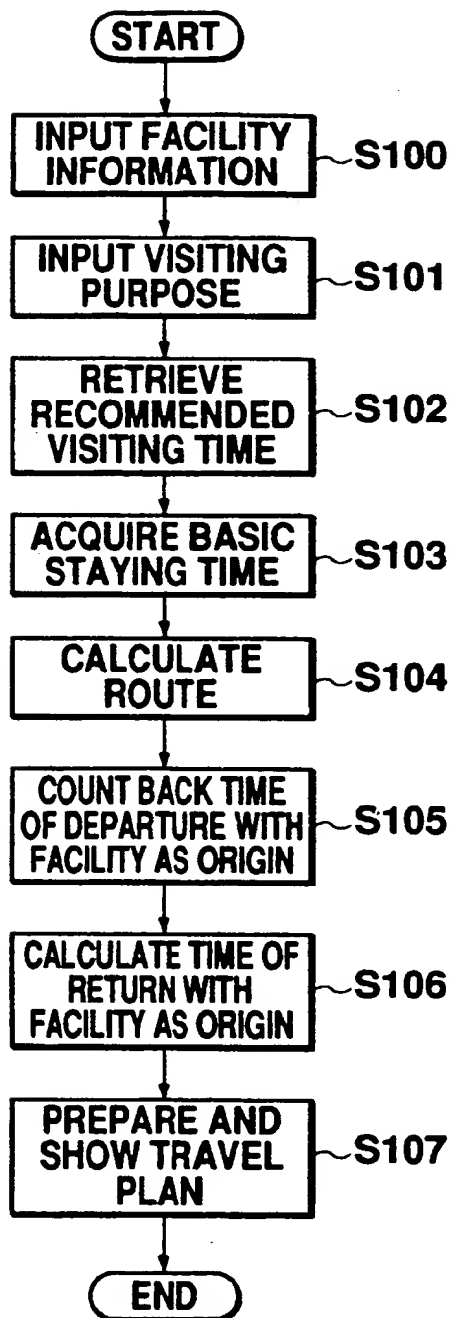 START
INPUT FACILITY
INFORMATION
S100
INPUT VISITING
PURPOSE
S101
RETRIEVE
RECOMMENDED
VISITING TIME
S102
ACQUIRE BASIC
STAYING TIME
S103
CALCULATE
ROUTE
S104
COUNT BACK TIME
OF DEPARTURE WITH
FACILITY AS ORIGIN
S105
CALCULATE TIME OF
RETURN WITH
FACILITY AS ORIGIN
S106
PREPARE AND
SHOW TRAVEL
PLAN
S107
END